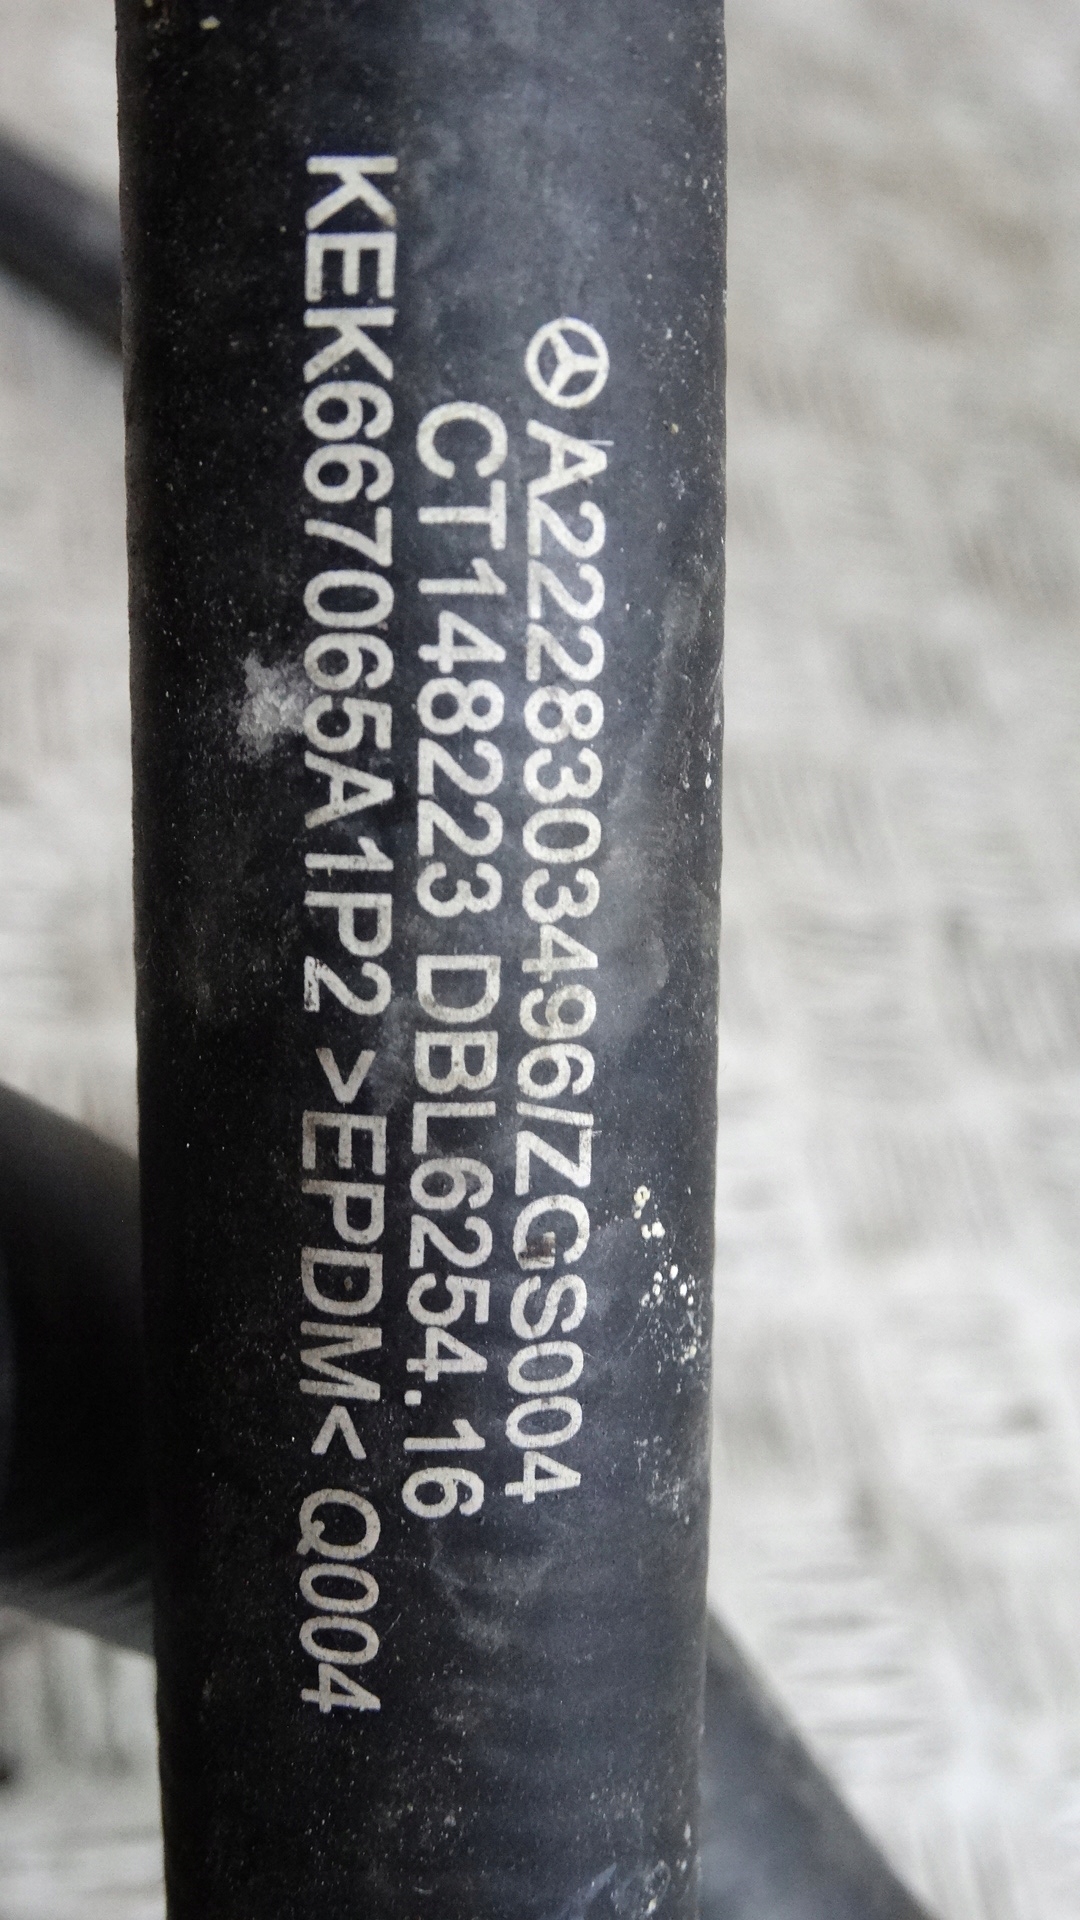 A2228303496/ZGS004
CT148223 DBL6254.16
KEK667065A1P2 >EPDM< Q004